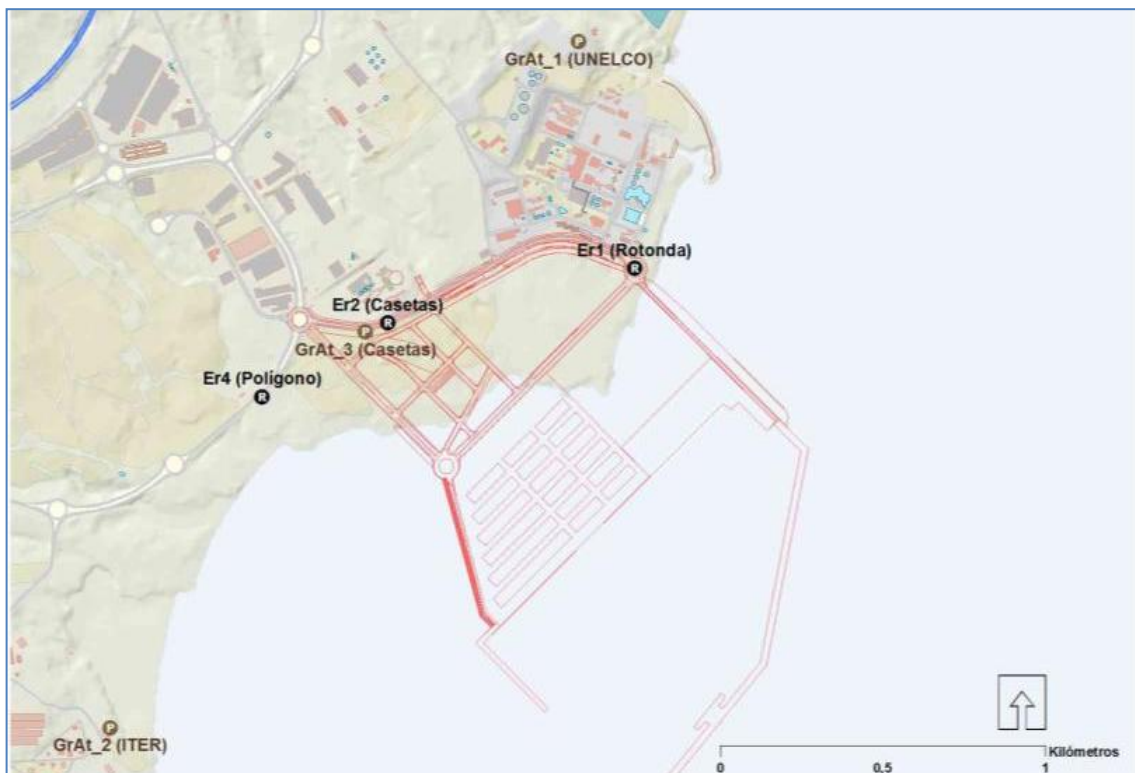 P
GrAt_1 (UNELCO)
Er1 (Rotonda)
R
Er2 (Casetas)
R
P
GrAt_3 (Casetas)
Er4 (Polígono)
R
P
GrAt_2 (ITER)
Kilómetros
0 0,5 1